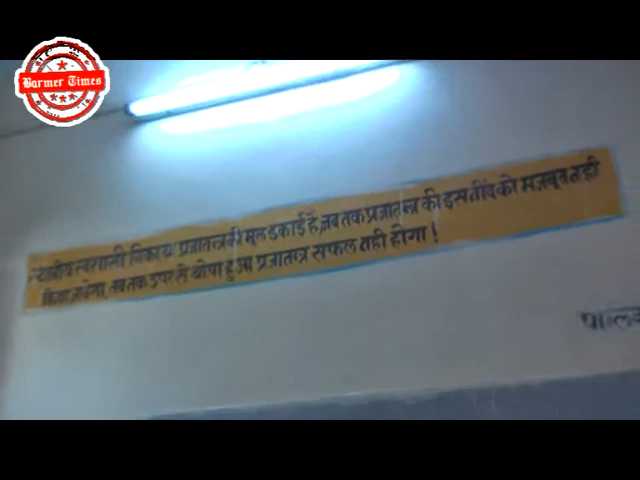 Barmer Times
स्थानीय स्वशासी निकाय प्रजातन्त्र की मूल इकाई हैं,जब तक प्रजातन्त्र की इस नींव को मजबूत नही
किया जायेगा, तब तक उपर से थोपा हुआ प्रजातन्त्र सफल नही होगा !